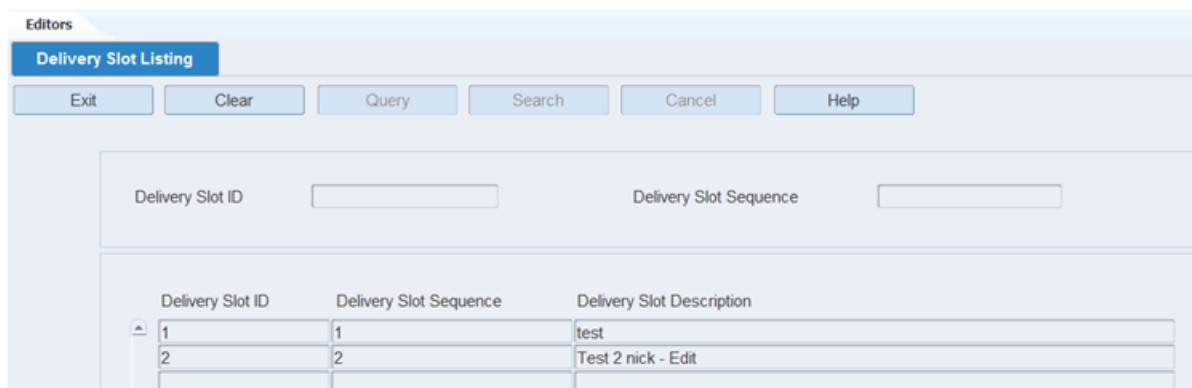 Editors
Delivery Slot Listing
Exit Clear Query Search Cancel Help
Delivery Slot ID Delivery Slot Sequence
Delivery Slot ID Delivery Slot Sequence Delivery Slot Description
1 1 test
2 2 Test 2 nick - Edit